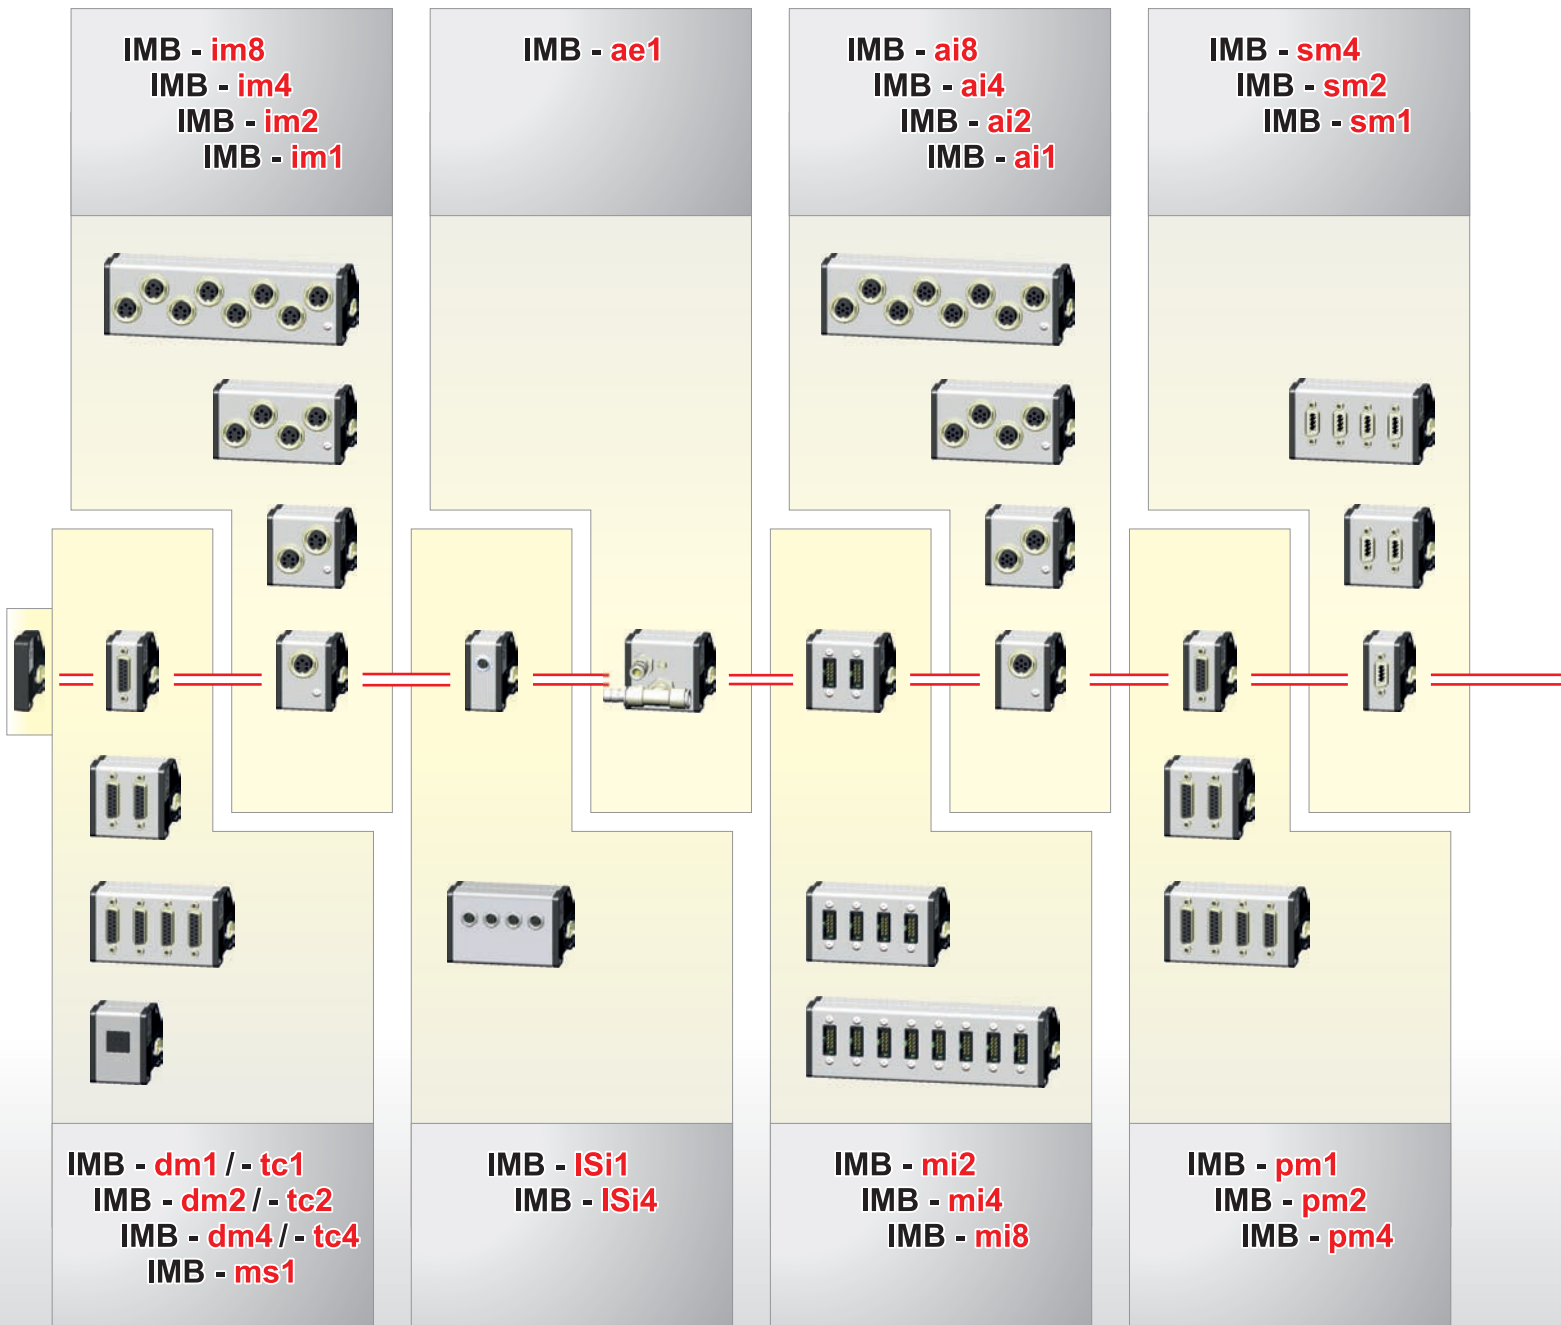 IMB - im8
IMB - im4
IMB - im2
IMB - im1
IMB - ae1
IMB - ai8
IMB - ai4
IMB - ai2
IMB - ai1
IMB - sm4
IMB - sm2
IMB - sm1
IMB - dm1 / - tc1
IMB - dm2 / - tc2
IMB - dm4 / - tc4
IMB - ms1
IMB - ISi1
IMB - ISi4
IMB - mi2
IMB - mi4
IMB - mi8
IMB - pm1
IMB - pm2
IMB - pm4